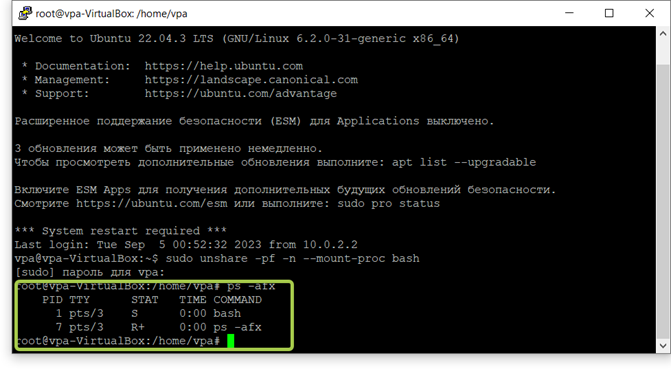 root@vpa-VirtualBox: /home/vpa
Welcome to Ubuntu 22.04.3 LTS (GNU/Linux 6.2.0-31-generic x86_64)
* Documentation:  https://help.ubuntu.com
* Management:     https://landscape.canonical.com
* Support:        https://ubuntu.com/advantage
Расширенное поддержание безопасности (ESM) для Applications выключено.
3 обновления может быть применено немедленно.
Чтобы просмотреть дополнительные обновления выполните: apt list --upgradable
Включите ESM Apps для получения дополнительных будущих обновлений безопасности.
Смотрите https://ubuntu.com/esm или выполните: sudo pro status
*** System restart required ***
Last login: Tue Sep  5 00:52:32 2023 from 10.0.2.2
vpa@vpa-VirtualBox:~$ sudo unshare -pf -n --mount-proc bash
[sudo] пароль для vpa:
root@vpa-VirtualBox:/home/vpa# ps -afx
PID TTY      STAT   TIME COMMAND
1 pts/3    S      0:00 bash
7 pts/3    R+     0:00 ps -afx
root@vpa-VirtualBox:/home/vpa#